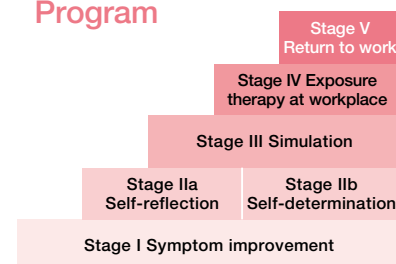 Program
Stage V
Return to work
Stage IV Exposure
therapy at workplace
Stage III Simulation
Stage IIa
Self-reflection
Stage IIb
Self-determination
Stage I Symptom improvement